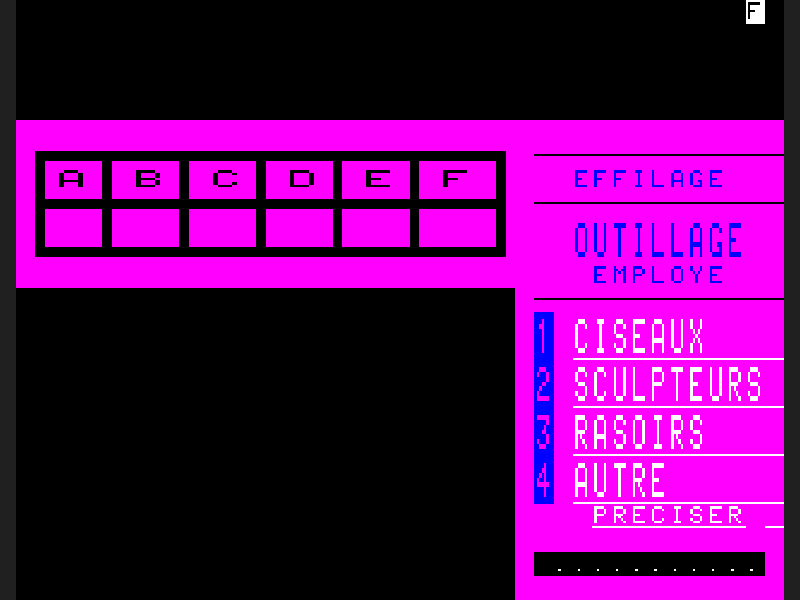 F
A B C D E F
EFFILAGE
OUTILLAGE
EMPLOYE
1 CISEAUX
2 SCULPTEURS
3 RASOIRS
4 AUTRE
PRECISER
...........